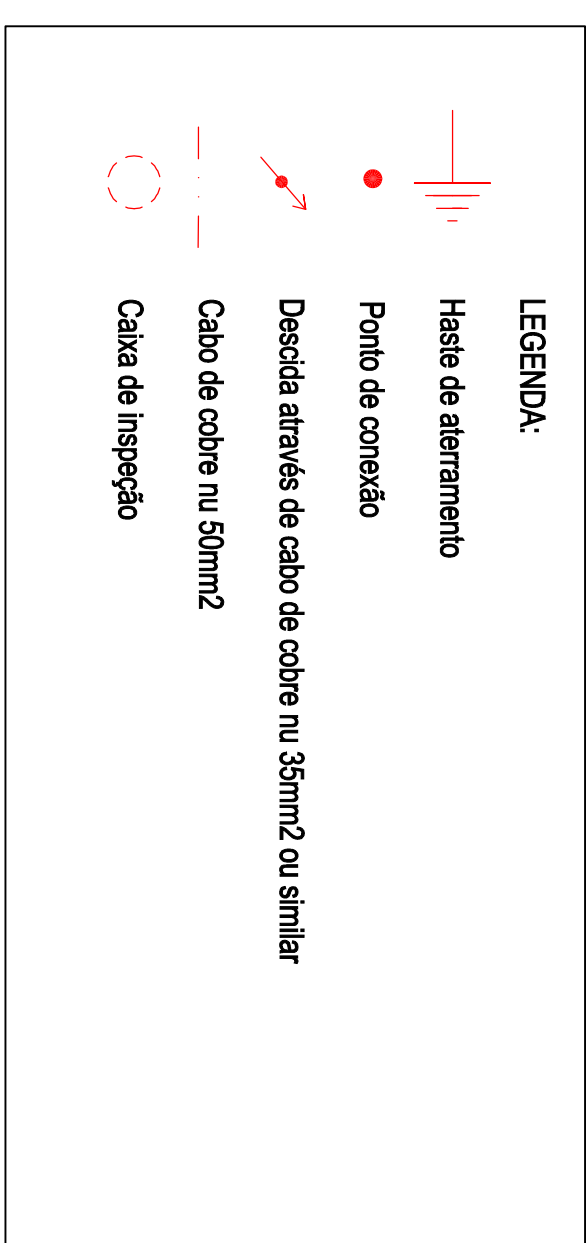 LEGENDA:
Haste de aterramento
Ponto de conexão
Descida através de cabo de cobre nu 35mm2 ou similar
Cabo de cobre nu 50mm2
Caixa de inspeção